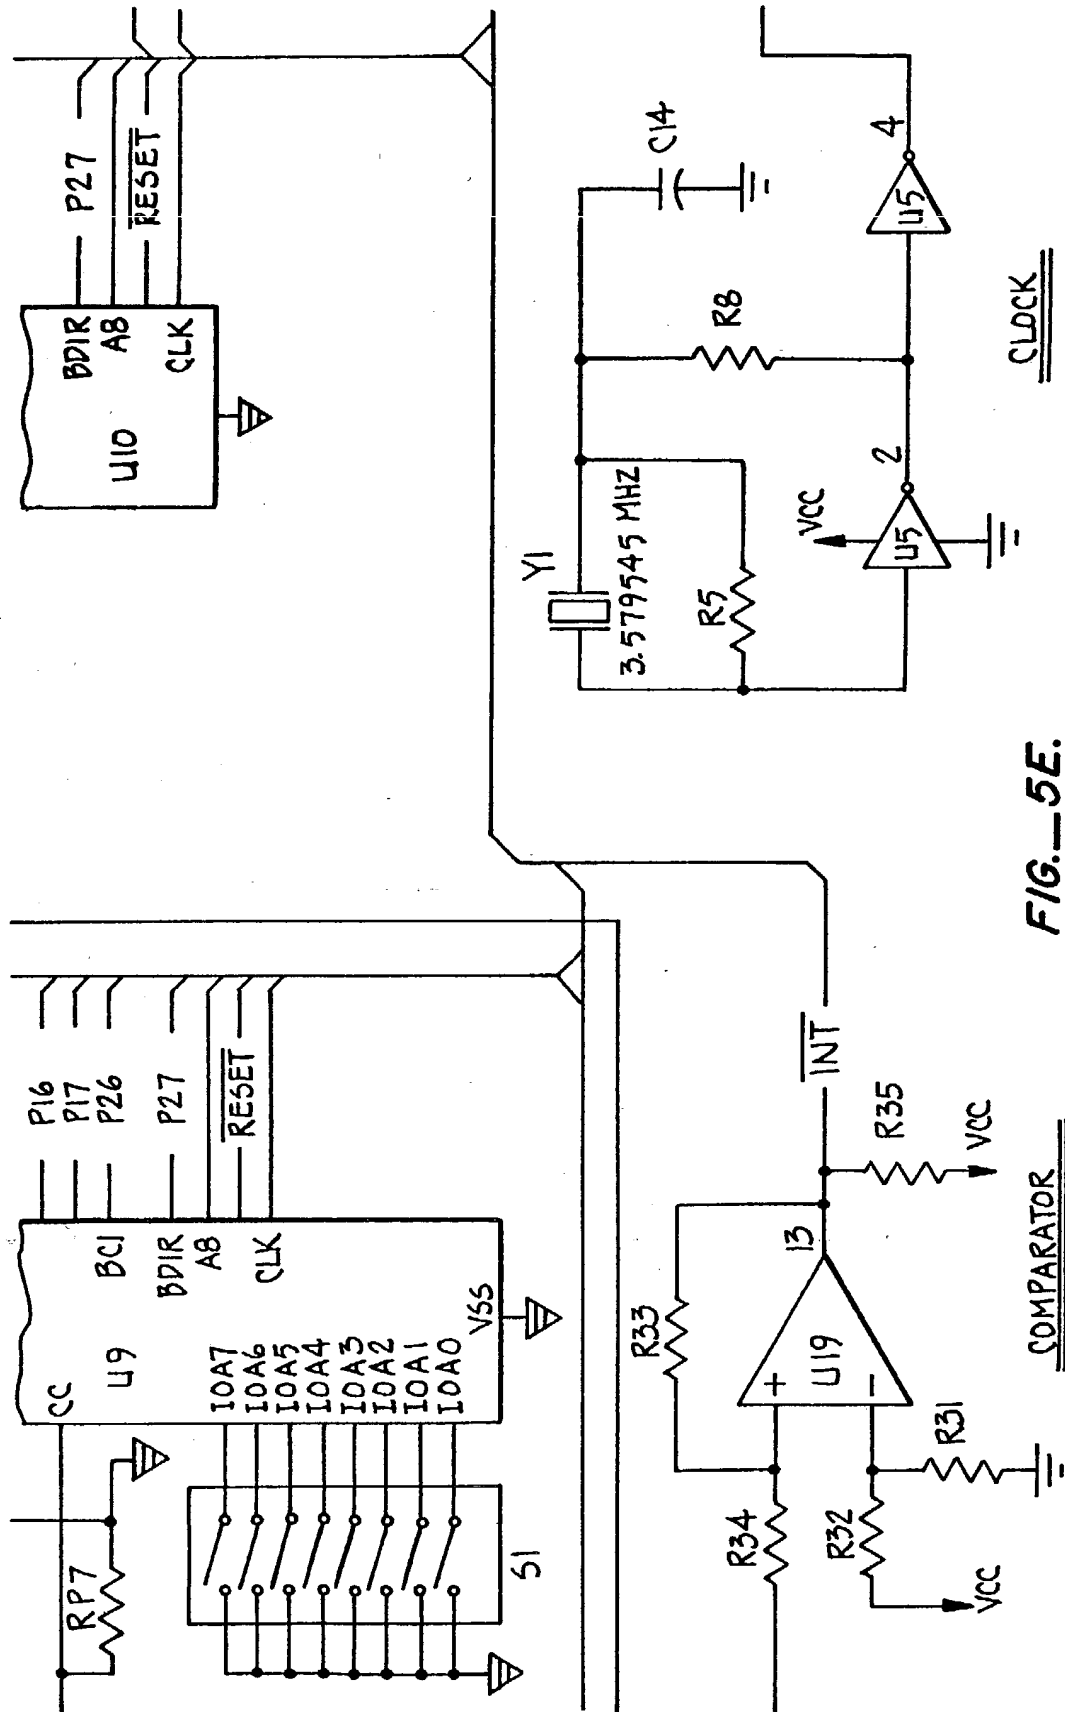 P16
P17
BC1 P26
BDIR P27
A8
RESET
CLK
CC
U9
RP7
IOA7
IOA6
IOA5
IOA4
IOA3
IOA2
IOA1
IOA0
VSS
S1
BDIR P27
A8
RESET
CLK
U10
Y1
3.579545 MHZ
R5
R8
C14
VCC
U5
2
U5
4
CLOCK
R33
R34
R32
R31
VCC
+
-
U19
13
INT
R35
VCC
COMPARATOR
FIG._5E.